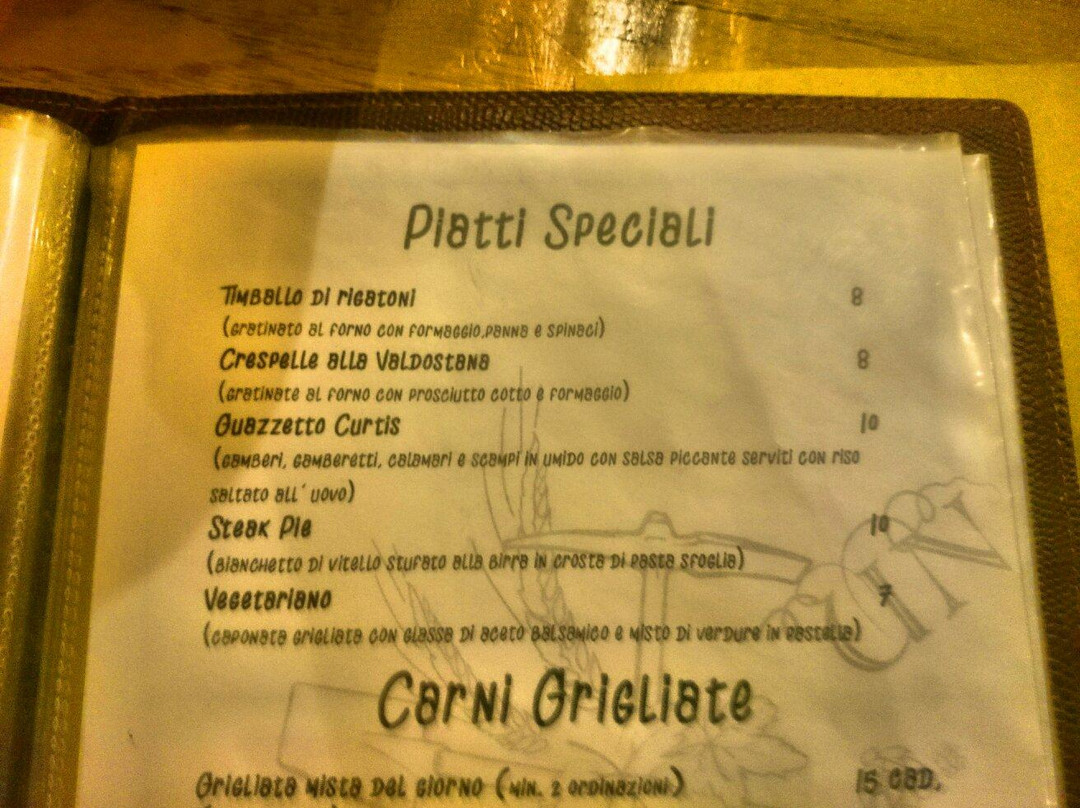 Piatti Speciali
Timballo di rigatoni 8
(gratinato al forno con formaggio,panna e spinaci)
Crespelle alla Valdostana 8
(gratinate al forno con prosciutto cotto e formaggio)
Guazzetto Curtis 10
(gamberi, gamberetti, calamari e scampi in umido con salsa piccante serviti con riso
saltato all'uovo)
Steak Pie 10
(bianchetto di vitello stufato alla birra in crosta di pasta sfoglia)
Vegetariano 7
(caponata grigliata con glassa di aceto balsamico e misto di verdure in pastella)
Carni Grigliate
Grigliata mista del giorno (min. 2 ordinazioni) 15 cad.